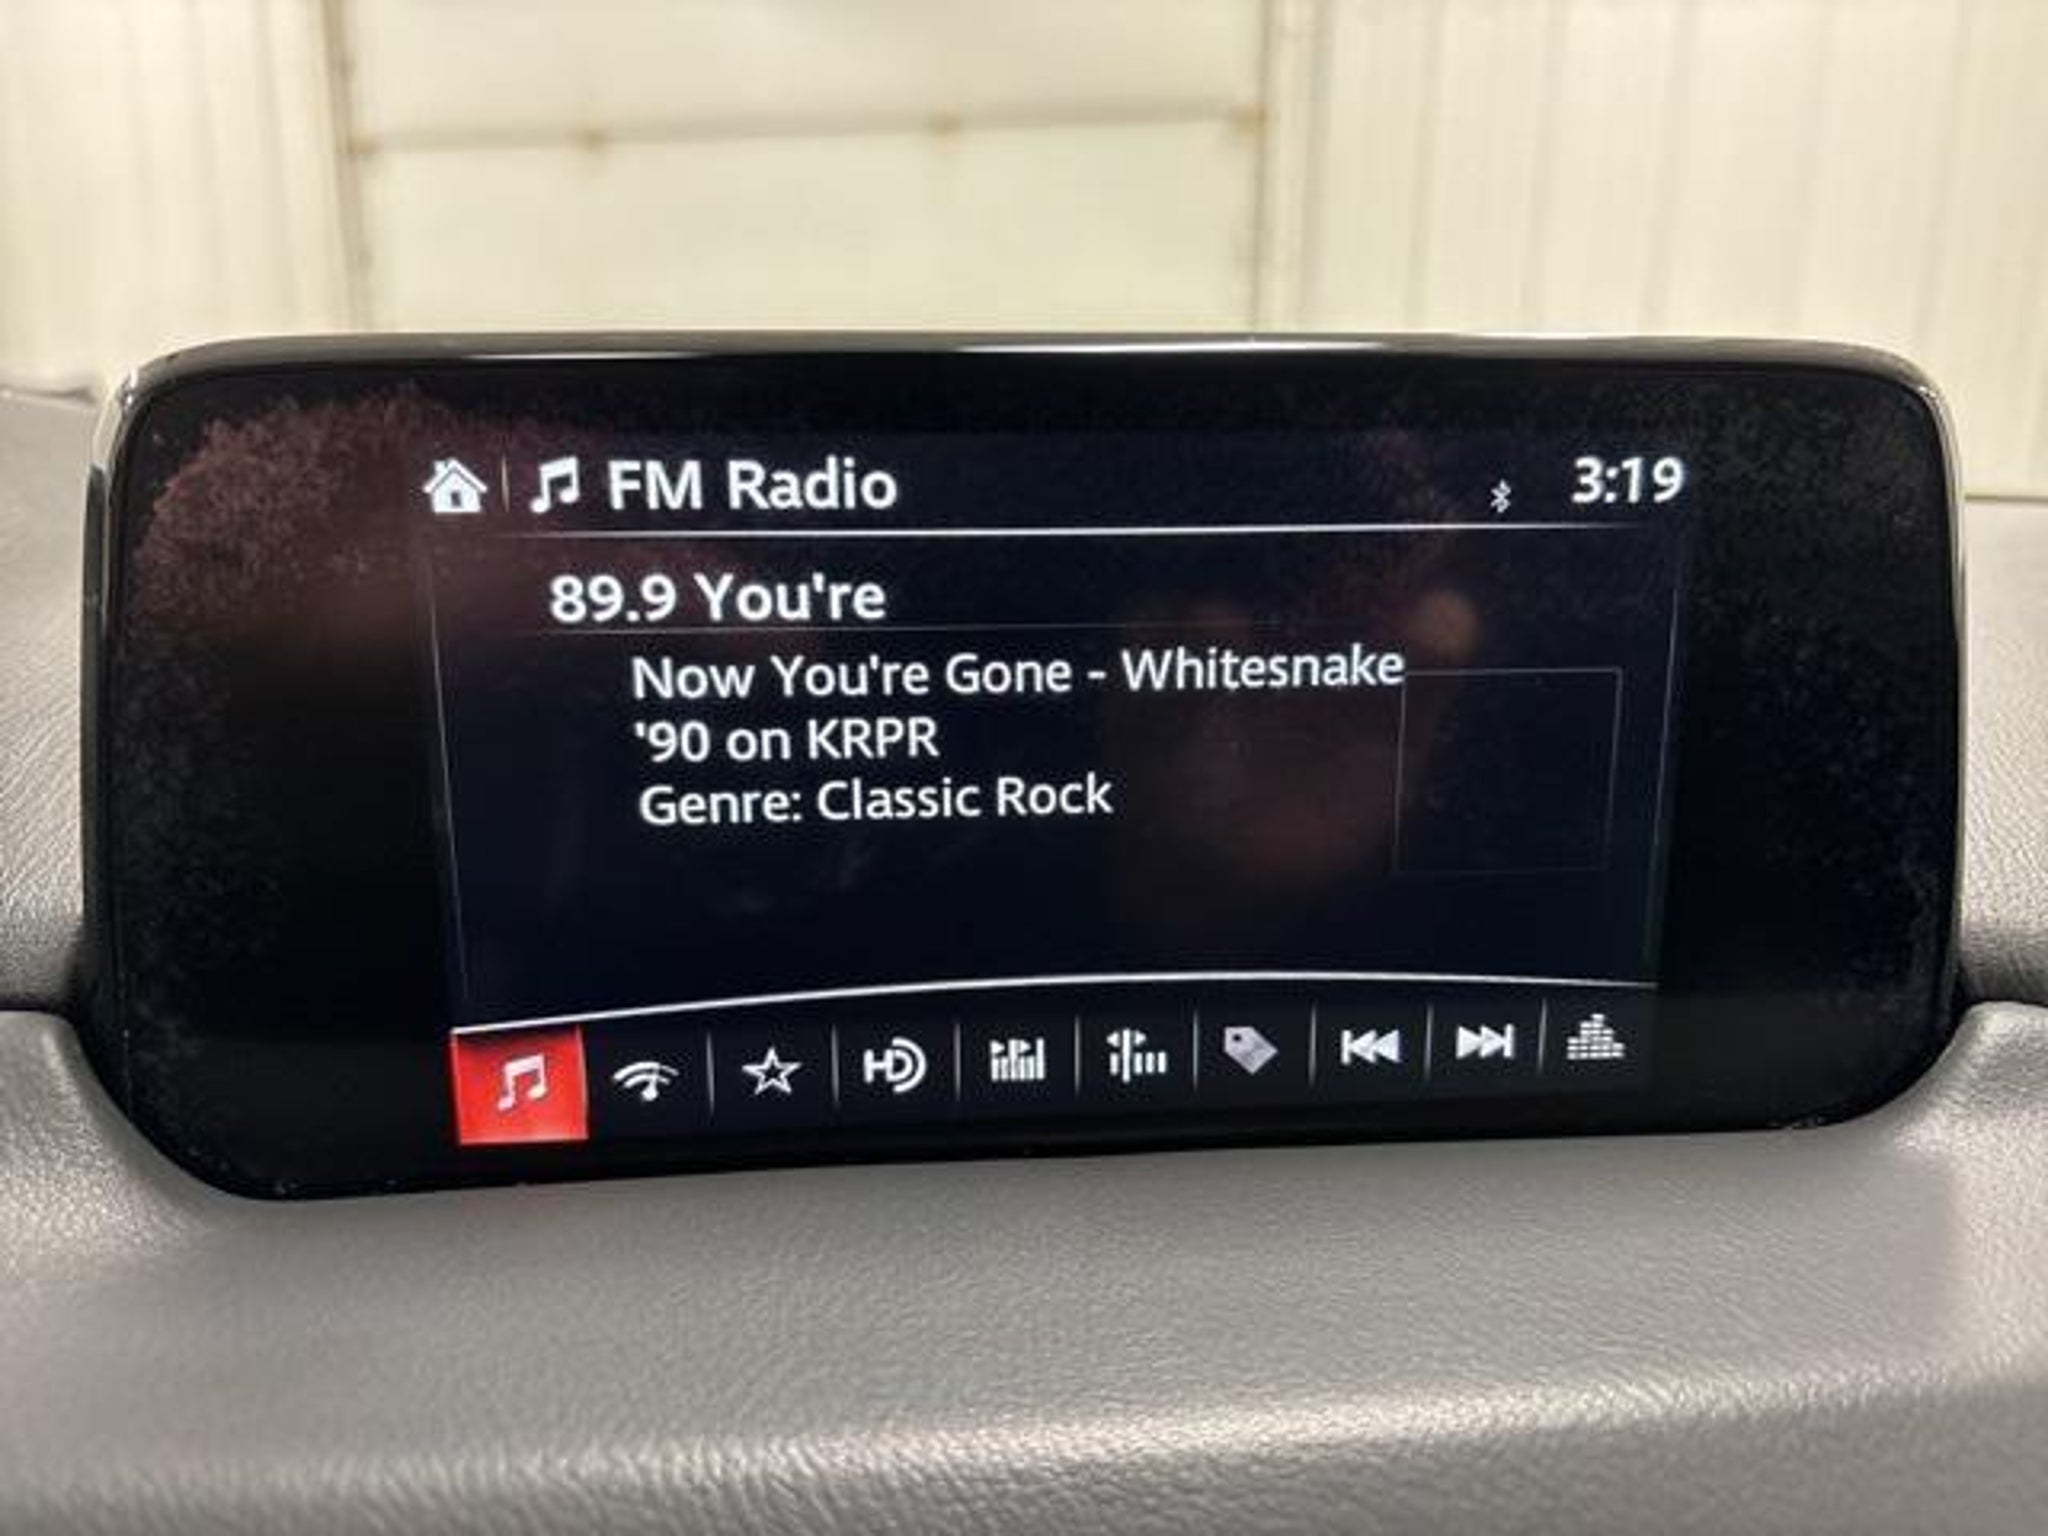 FM Radio 3:19
89.9 You're
Now You're Gone - Whitesnake
'90 on KRPR
Genre: Classic Rock
HD